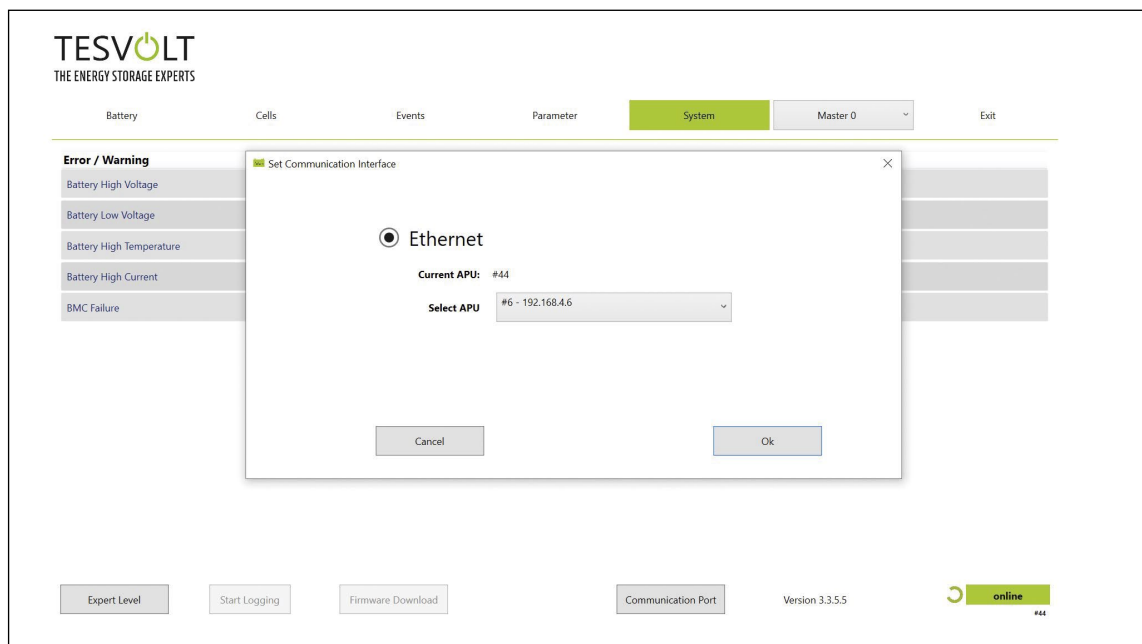 TESVOLT
THE ENERGY STORAGE EXPERTS
Battery Cells Events Parameter System Master 0 Exit
Error / Warning
Set Communication Interface
Battery High Voltage
Battery Low Voltage
Battery High Temperature
Battery High Current
BMC Failure
Ethernet
Current APU: #44
Select APU #6 - 192.168.4.6
Cancel Ok
Expert Level Start Logging Firmware Download Communication Port Version 3.3.5.5 online
#44